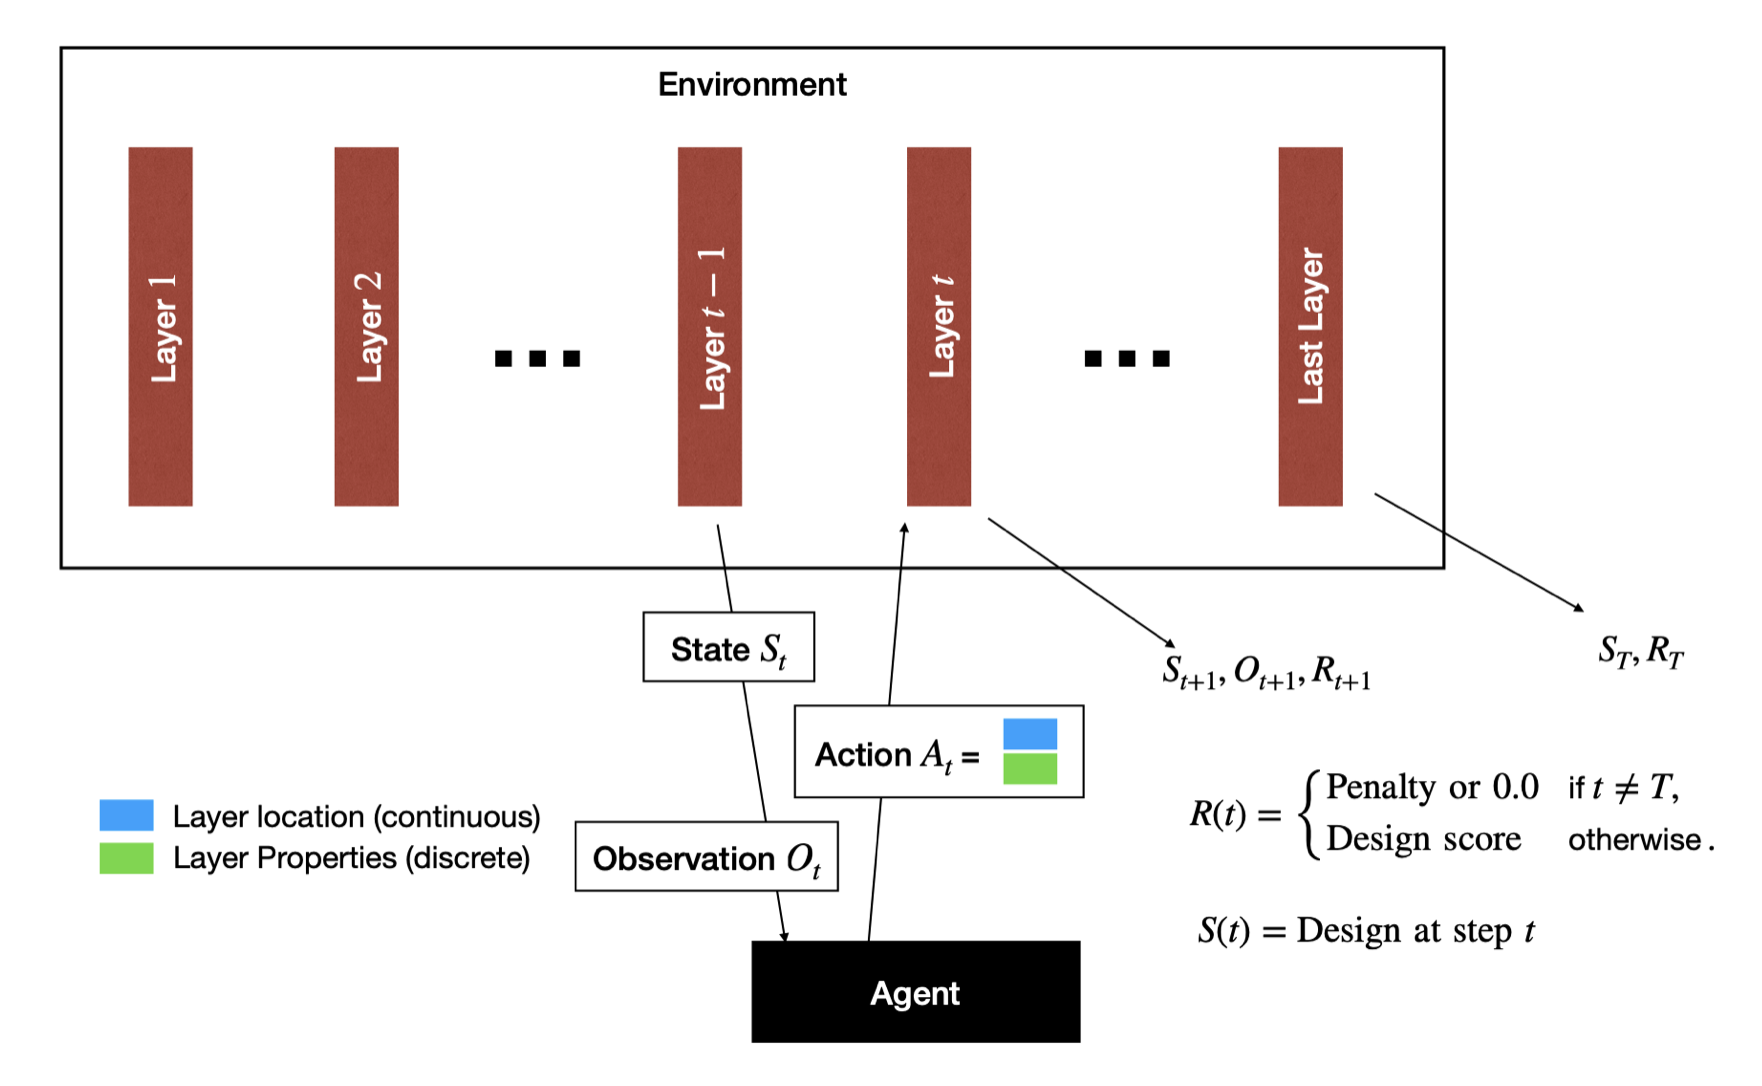 Environment
Layer 1
Layer 2
Layer t − 1
Layer t
Last Layer
State S_t
S_{t+1}, O_{t+1}, R_{t+1}
S_T, R_T
Action A_t =
Layer location (continuous)
Layer Properties (discrete)
Observation O_t
R(t) = { Penalty or 0.0 if t ≠ T,
Design score otherwise .
S(t) = Design at step t
Agent